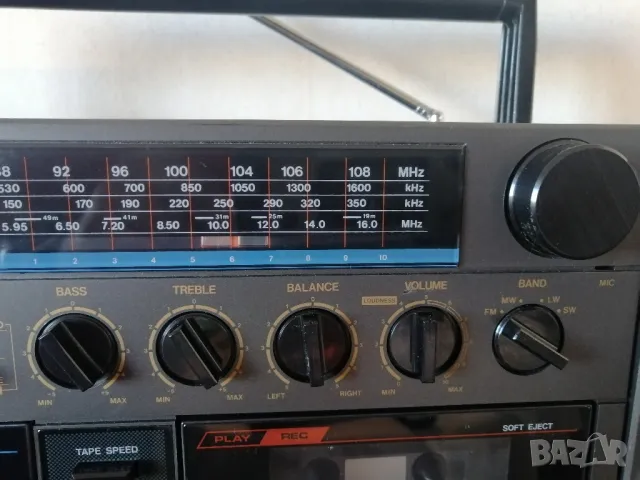 88 92 96 100 104 106 108 MHz
530 600 700 850 1050 1300 1600 kHz
150 170 190 220 250 290 320 350 kHz
49m 41m 31m 25m 19m
5.95 6.50 7.20 8.50 10.0 12.0 14.0 16.0 MHz
1 2 3 4 5 6 7 8 9 10
BASS TREBLE BALANCE VOLUME BAND
LOUDNESS
MW LW
FM SW
MIC
MIN MAX MIN MAX LEFT RIGHT MIN MAX
TAPE SPEED
PLAY REC
SOFT EJECT
BAZAR